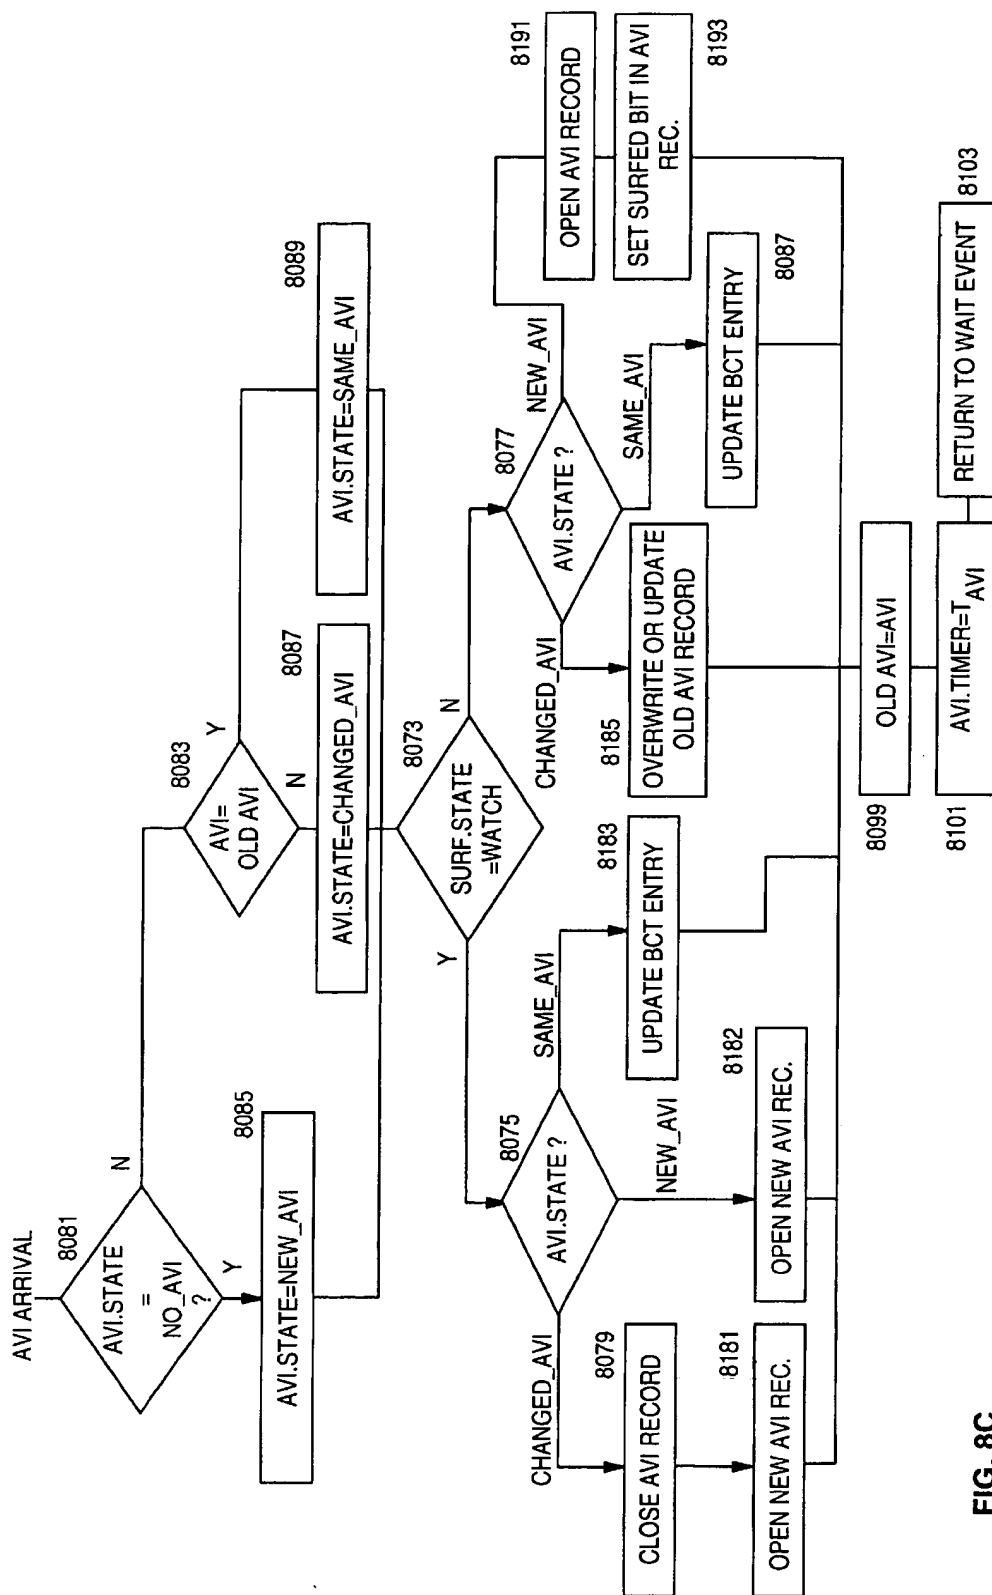 AVI ARRIVAL
8081
AVI.STATE
=
NO_AVI
?
N
Y
8083
AVI=
OLD AVI
Y
N
8085
AVI.STATE=NEW_AVI
8087
AVI.STATE=CHANGED_AVI
8089
AVI.STATE=SAME_AVI
8073
SURF.STATE
=WATCH
Y
N
8075
AVI.STATE ?
CHANGED_AVI
NEW_AVI
SAME_AVI
8077
AVI.STATE ?
CHANGED_AVI
SAME_AVI
NEW_AVI
8079
CLOSE AVI RECORD
8181
OPEN NEW AVI REC.
8182
OPEN NEW AVI REC.
8183
UPDATE BCT ENTRY
8185
OVERWRITE OR UPDATE
OLD AVI RECORD
UPDATE BCT ENTRY
8087
8191
OPEN AVI RECORD
SET SURFED BIT IN AVI
REC.
8193
8099
OLD AVI=AVI
8101
AVI.TIMER=TAVI
RETURN TO WAIT EVENT
8103
FIG. 8C